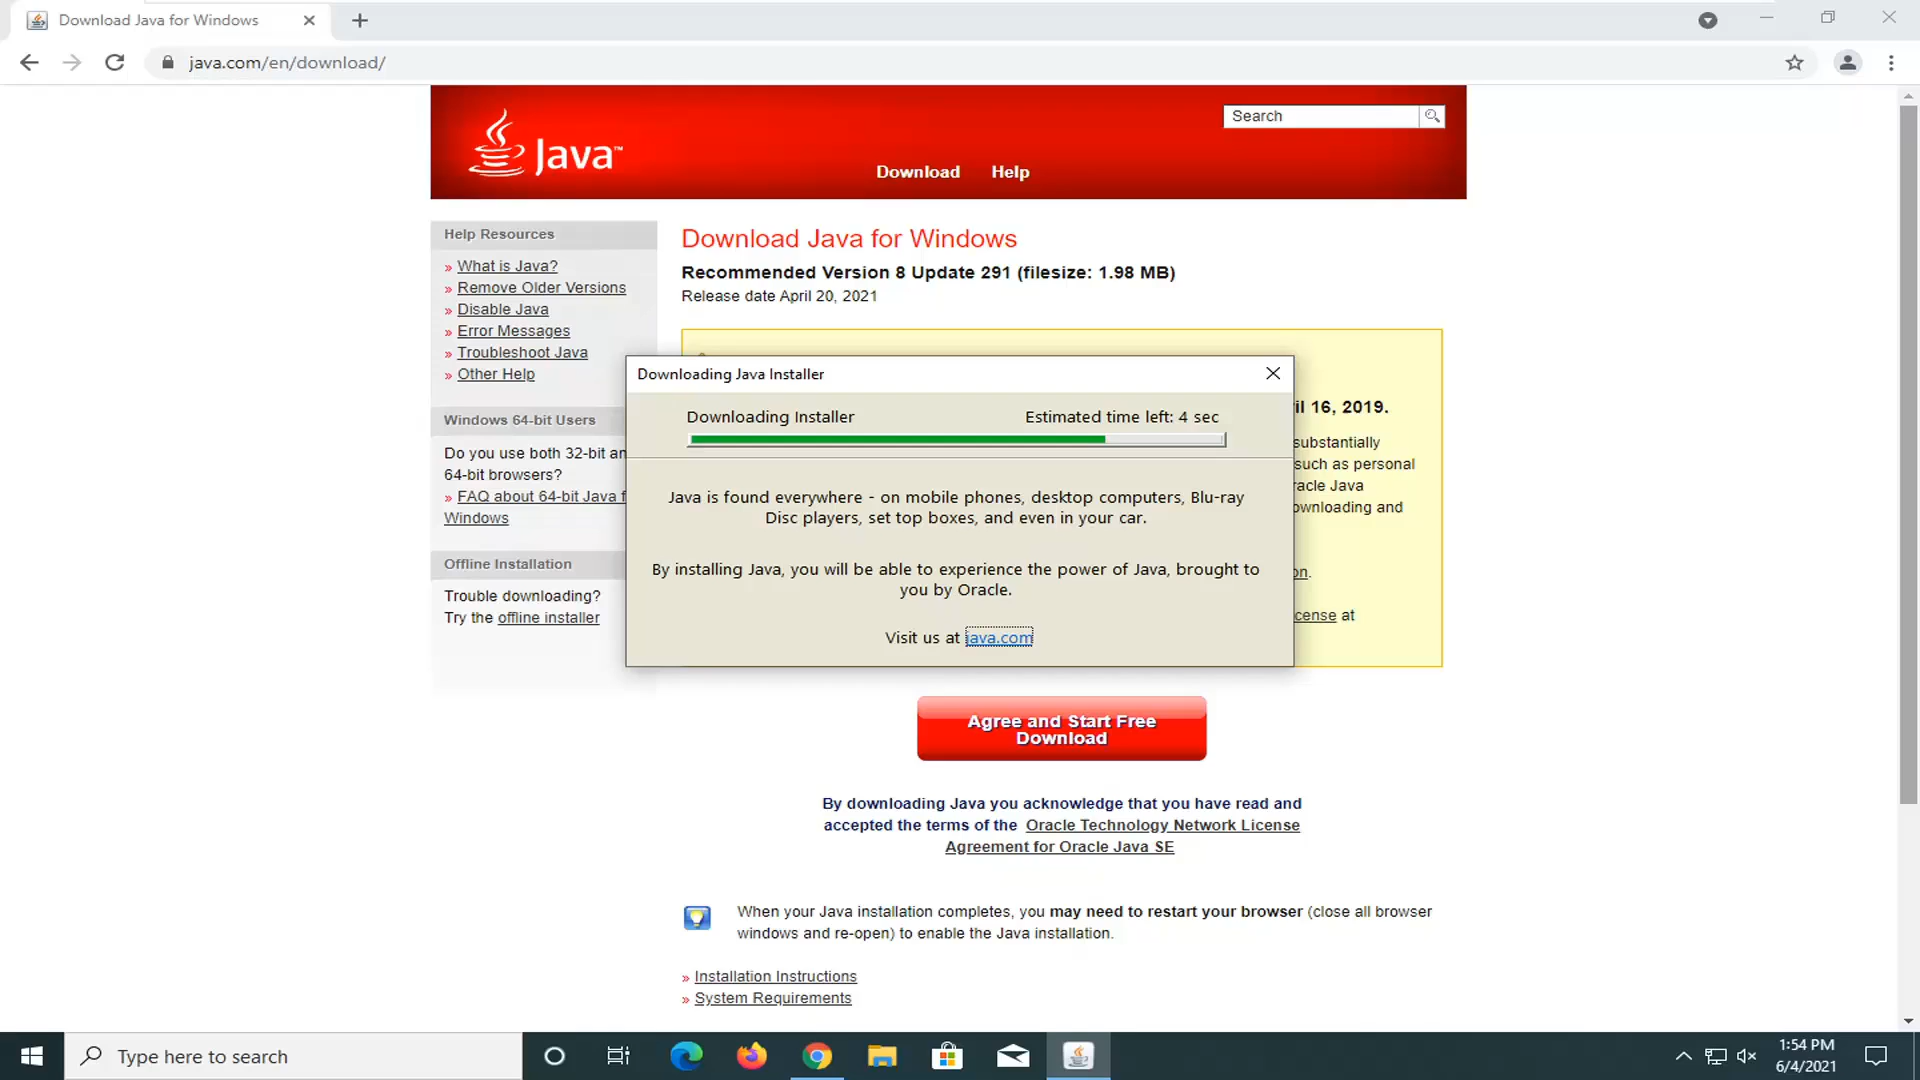 Download Java for Windows
java.com/en/download/
Search
Java™
Download Help
Help Resources
» What is Java?
» Remove Older Versions
» Disable Java
» Error Messages
» Troubleshoot Java
» Other Help
Windows 64-bit Users
Do you use both 32-bit an
64-bit browsers?
» FAQ about 64-bit Java f
Windows
Offline Installation
Trouble downloading?
Try the offline installer
Download Java for Windows
Recommended Version 8 Update 291 (filesize: 1.98 MB)
Release date April 20, 2021
il 16, 2019.
substantially
such as personal
racle Java
ownloading and
on.
cense at
Downloading Java Installer
Downloading Installer Estimated time left: 4 sec
Java is found everywhere - on mobile phones, desktop computers, Blu-ray
Disc players, set top boxes, and even in your car.
By installing Java, you will be able to experience the power of Java, brought to
you by Oracle.
Visit us at java.com
Agree and Start Free
Download
By downloading Java you acknowledge that you have read and
accepted the terms of the Oracle Technology Network License
Agreement for Oracle Java SE
When your Java installation completes, you may need to restart your browser (close all browser
windows and re-open) to enable the Java installation.
» Installation Instructions
» System Requirements
Type here to search
1:54 PM
6/4/2021